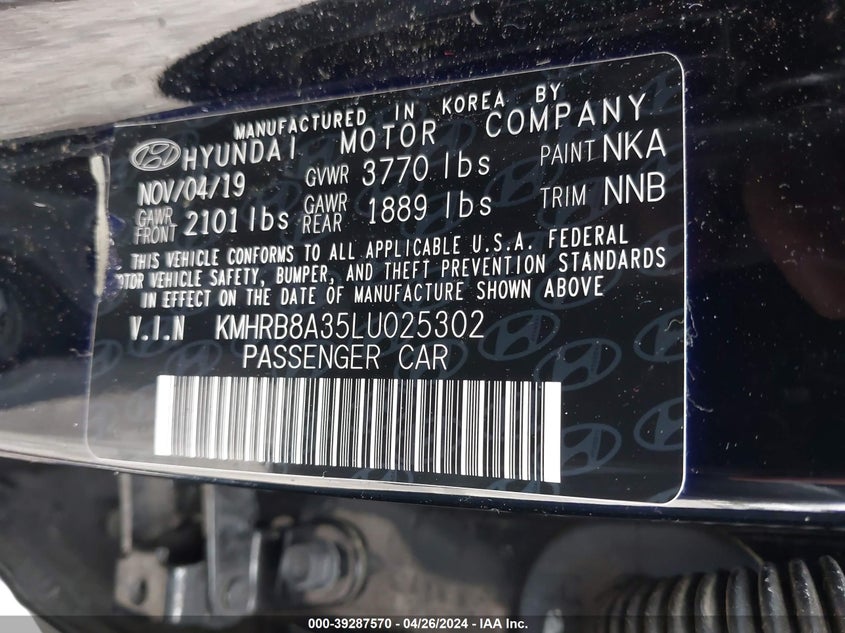 MANUFACTURED IN KOREA BY
HYUNDAI MOTOR COMPANY
NOV/04/19 GVWR 3770 lbs PAINT NKA
GAWR FRONT 2101 lbs GAWR REAR 1889 lbs TRIM NNB
THIS VEHICLE CONFORMS TO ALL APPLICABLE U.S.A. FEDERAL
MOTOR VEHICLE SAFETY, BUMPER, AND THEFT PREVENTION STANDARDS
IN EFFECT ON THE DATE OF MANUFACTURE SHOWN ABOVE
V.I.N KMHRB8A35LU025302
PASSENGER CAR
000-39287570 / 04/26/2024 - IAA Inc.